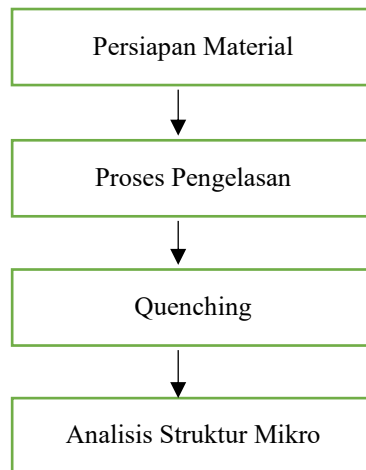 Persiapan Material
Proses Pengelasan
Quenching
Analisis Struktur Mikro